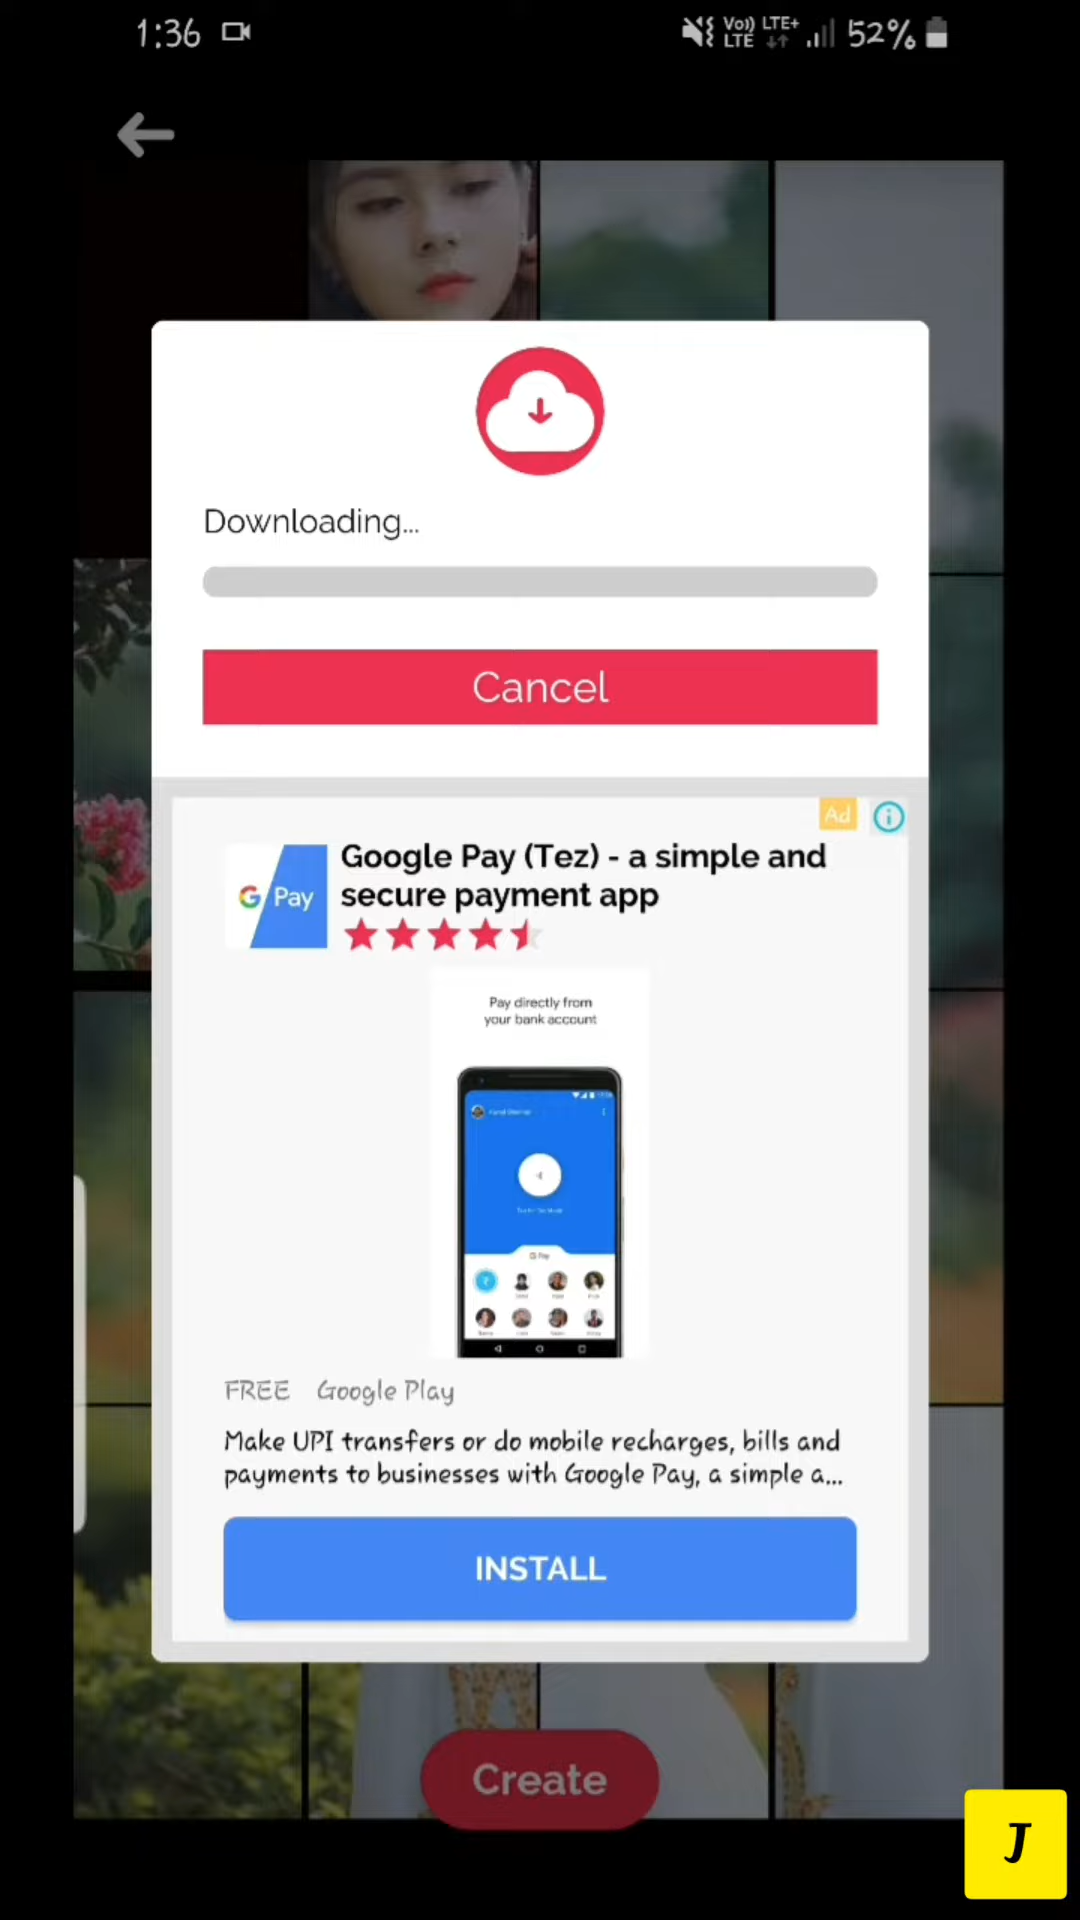 1:36 Vo)) LTE LTE+ 52%
Downloading...
Cancel
Ad
G Pay
Google Pay (Tez) - a simple and
secure payment app
Pay directly from
your bank account
G Pay
FREE Google Play
Make UPI transfers or do mobile recharges, bills and
payments to businesses with Google Pay, a simple a...
INSTALL
Create
J